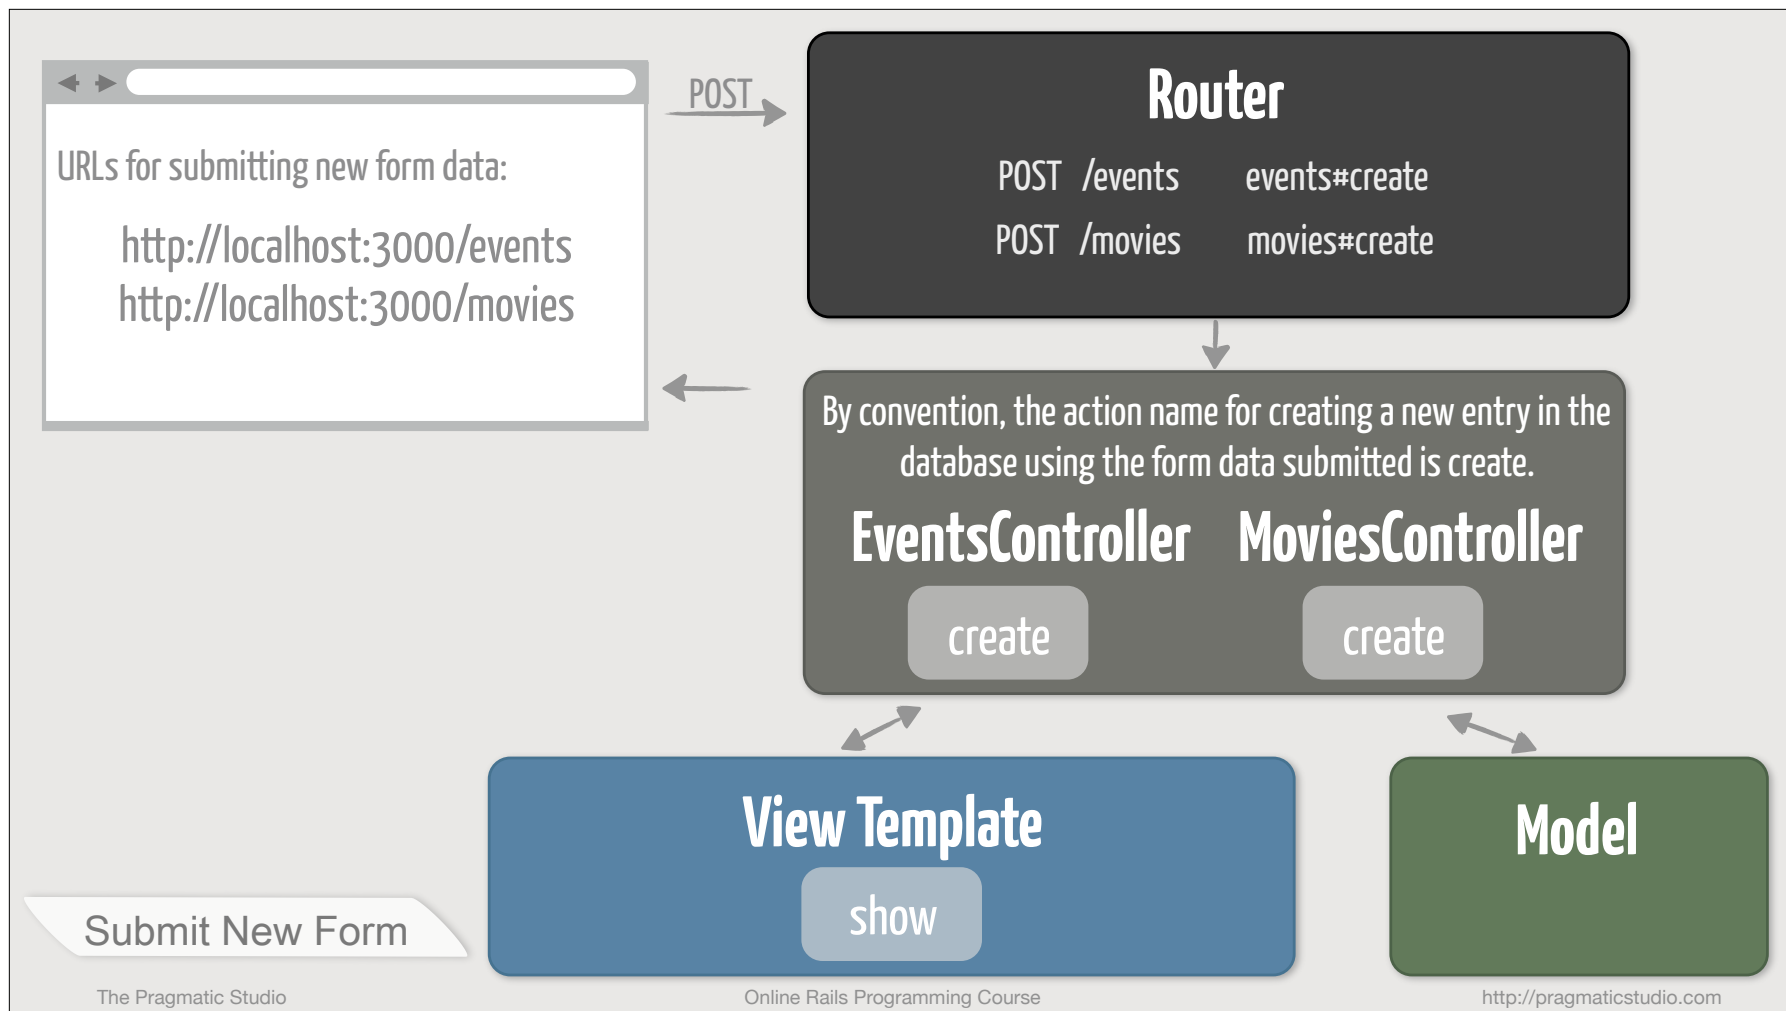 POST
URLs for submitting new form data:
http://localhost:3000/events
http://localhost:3000/movies
Router
POST /events events#create
POST /movies movies#create
By convention, the action name for creating a new entry in the
database using the form data submitted is create.
EventsController MoviesController
create create
View Template
show
Model
Submit New Form
The Pragmatic Studio Online Rails Programming Course http://pragmaticstudio.com